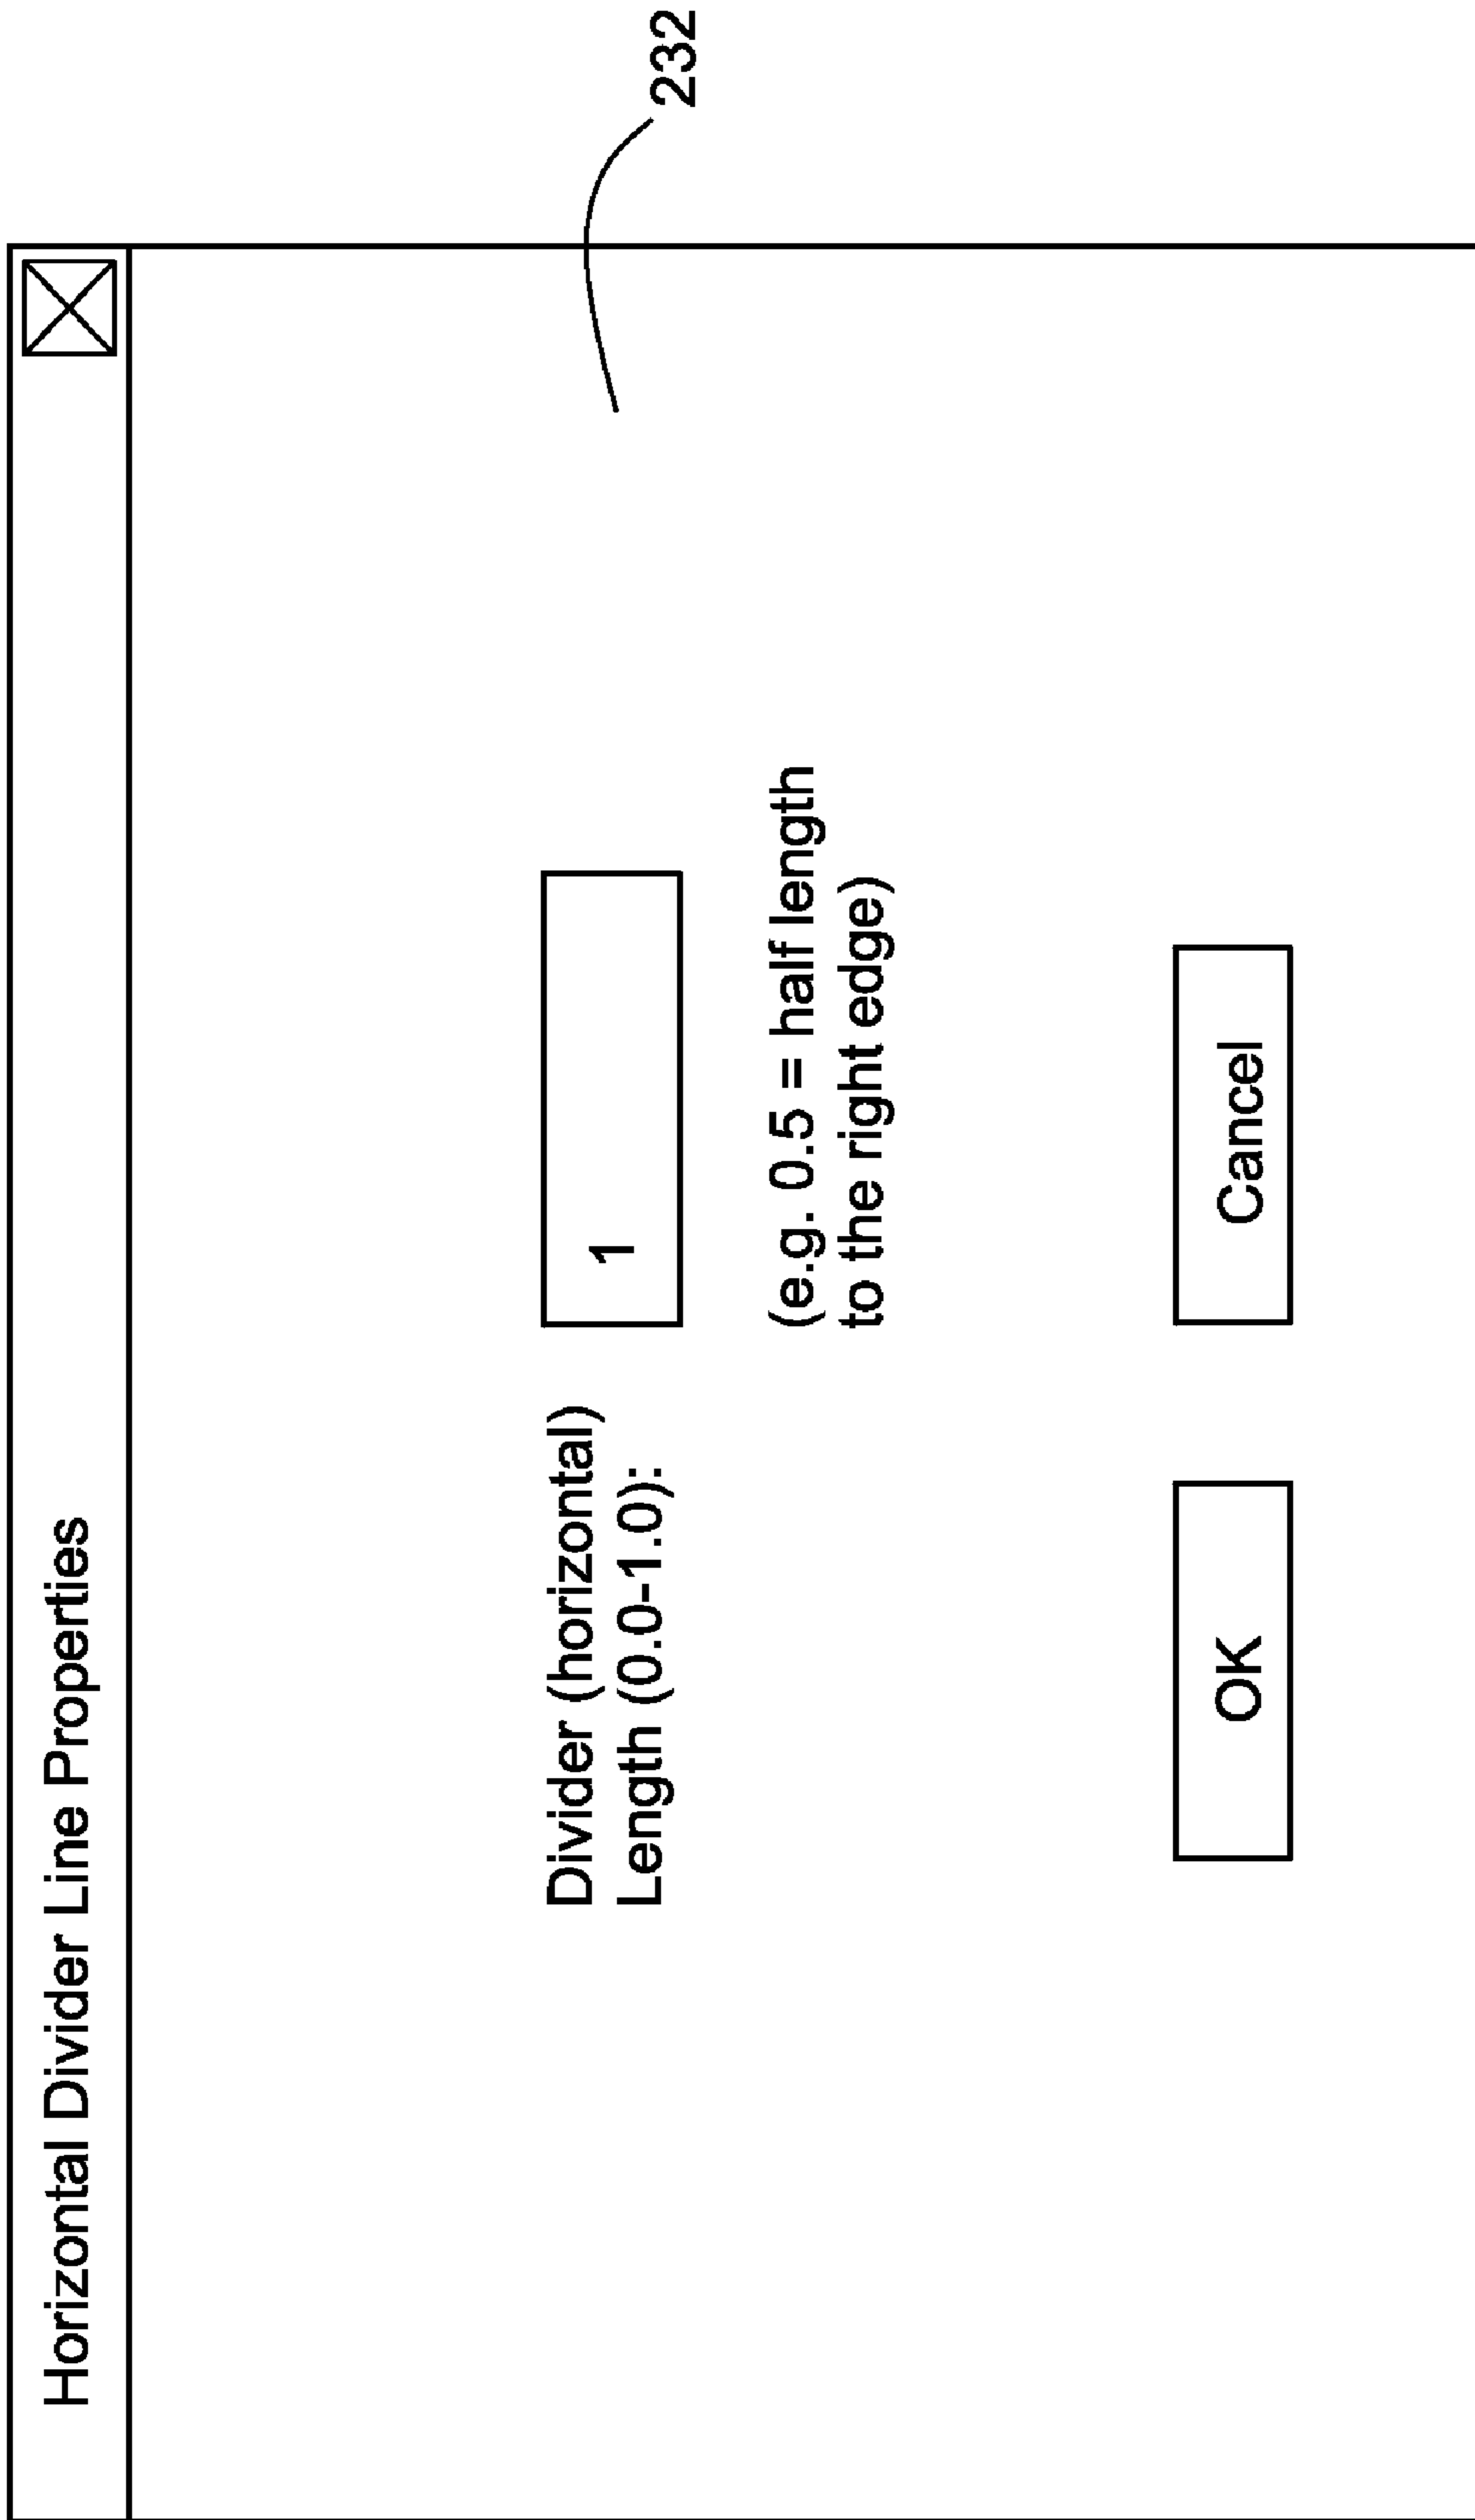 Horizontal Divider Line Properties
232
Divider (horizontal)
Length (0.0-1.0):
1
(e.g. 0.5 = half length
to the right edge)
OK
Cancel